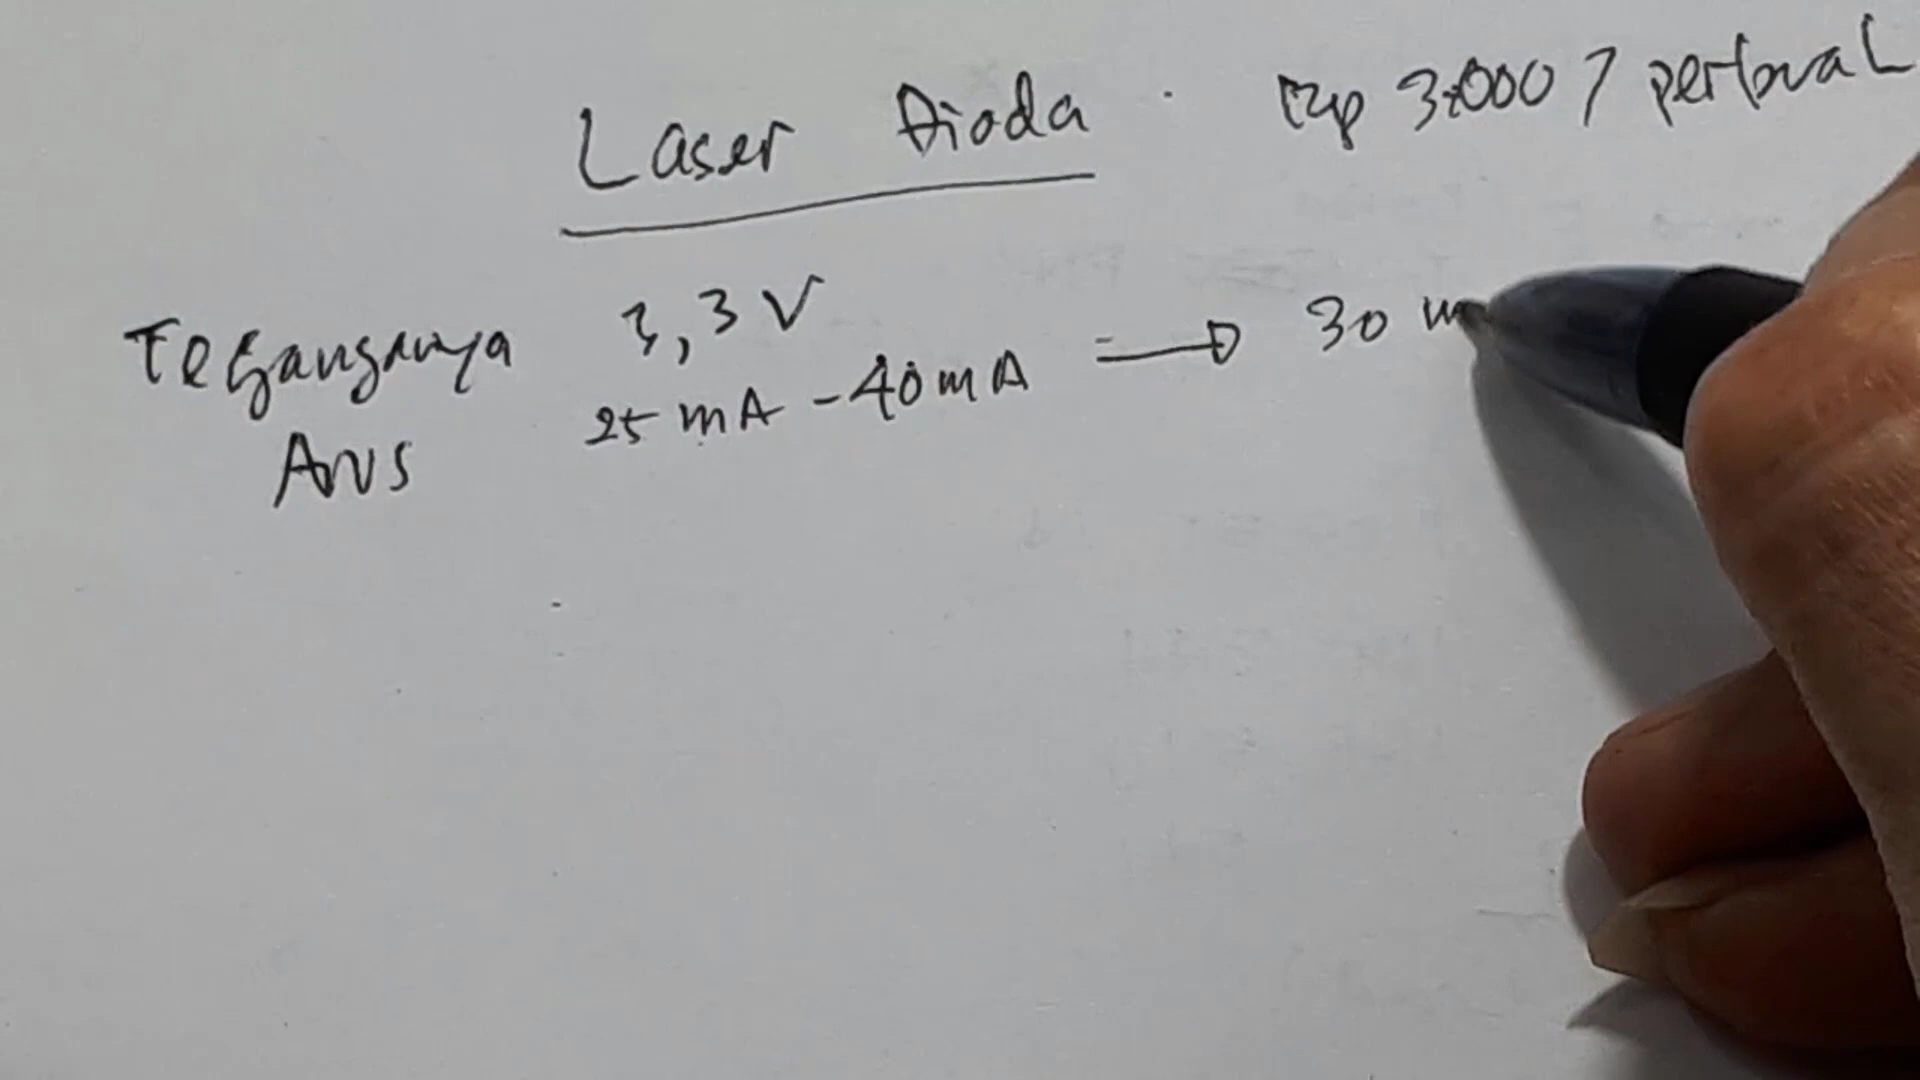 Laser Dioda Rp 3.000 / perbual
Tegangannya 3,3 V
Arus 25 mA - 40 mA → 30 m